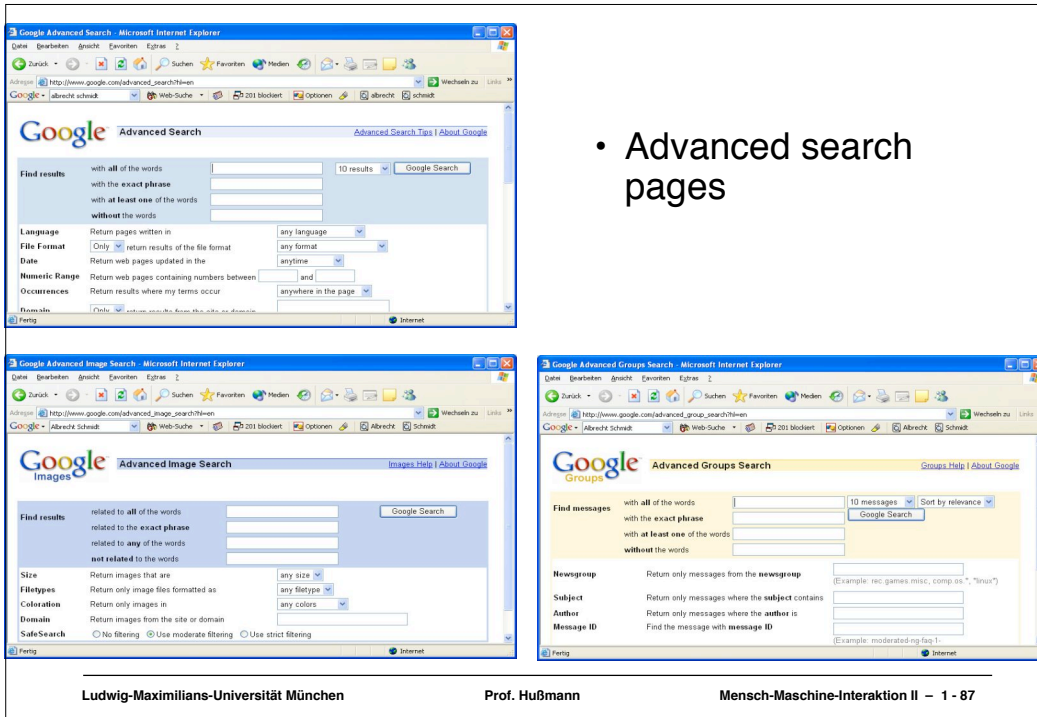 Google Advanced Search - Microsoft Internet Explorer
Datei Bearbeiten Ansicht Favoriten Extras ?
Zurück Suchen Favoriten Medien
Adresse http://www.google.com/advanced_search?hl=en Wechseln zu Links »
Google albrecht schmidt Web-Suche 201 blockiert Optionen albrecht schmidt
Google Advanced Search Advanced Search Tips | About Google
Find results with all of the words 10 results Google Search
with the exact phrase
with at least one of the words
without the words
Language Return pages written in any language
File Format Only return results of the file format any format
Date Return web pages updated in the anytime
Numeric Range Return web pages containing numbers between and
Occurrences Return results where my terms occur anywhere in the page
Domain Only return results from the site or domain
Fertig Internet
• Advanced search
pages
Google Advanced Image Search - Microsoft Internet Explorer
Datei Bearbeiten Ansicht Favoriten Extras ?
Zurück Suchen Favoriten Medien
Adresse http://www.google.com/advanced_image_search?hl=en Wechseln zu Links »
Google Albrecht Schmidt Web-Suche 201 blockiert Optionen Albrecht Schmidt
Google Images Advanced Image Search Images Help | About Google
Find results related to all of the words Google Search
related to the exact phrase
related to any of the words
not related to the words
Size Return images that are any size
Filetypes Return only image files formatted as any filetype
Coloration Return only images in any colors
Domain Return images from the site or domain
SafeSearch No filtering Use moderate filtering Use strict filtering
Fertig Internet
Google Advanced Groups Search - Microsoft Internet Explorer
Datei Bearbeiten Ansicht Favoriten Extras ?
Zurück Suchen Favoriten Medien
Adresse http://www.google.com/advanced_group_search?hl=en Wechseln zu Links
Google Albrecht Schmidt Web-Suche 201 blockiert Optionen Albrecht Schmidt
Google Groups Advanced Groups Search Groups Help | About Google
Find messages with all of the words 10 messages Sort by relevance
with the exact phrase Google Search
with at least one of the words
without the words
Newsgroup Return only messages from the newsgroup
(Example: rec.games.misc, comp.os.*, "linux")
Subject Return only messages where the subject contains
Author Return only messages where the author is
Message ID Find the message with message ID
(Example: moderated-ng-faq-1-
Fertig Internet
Ludwig-Maximilians-Universität München Prof. Hußmann Mensch-Maschine-Interaktion II – 1 - 87